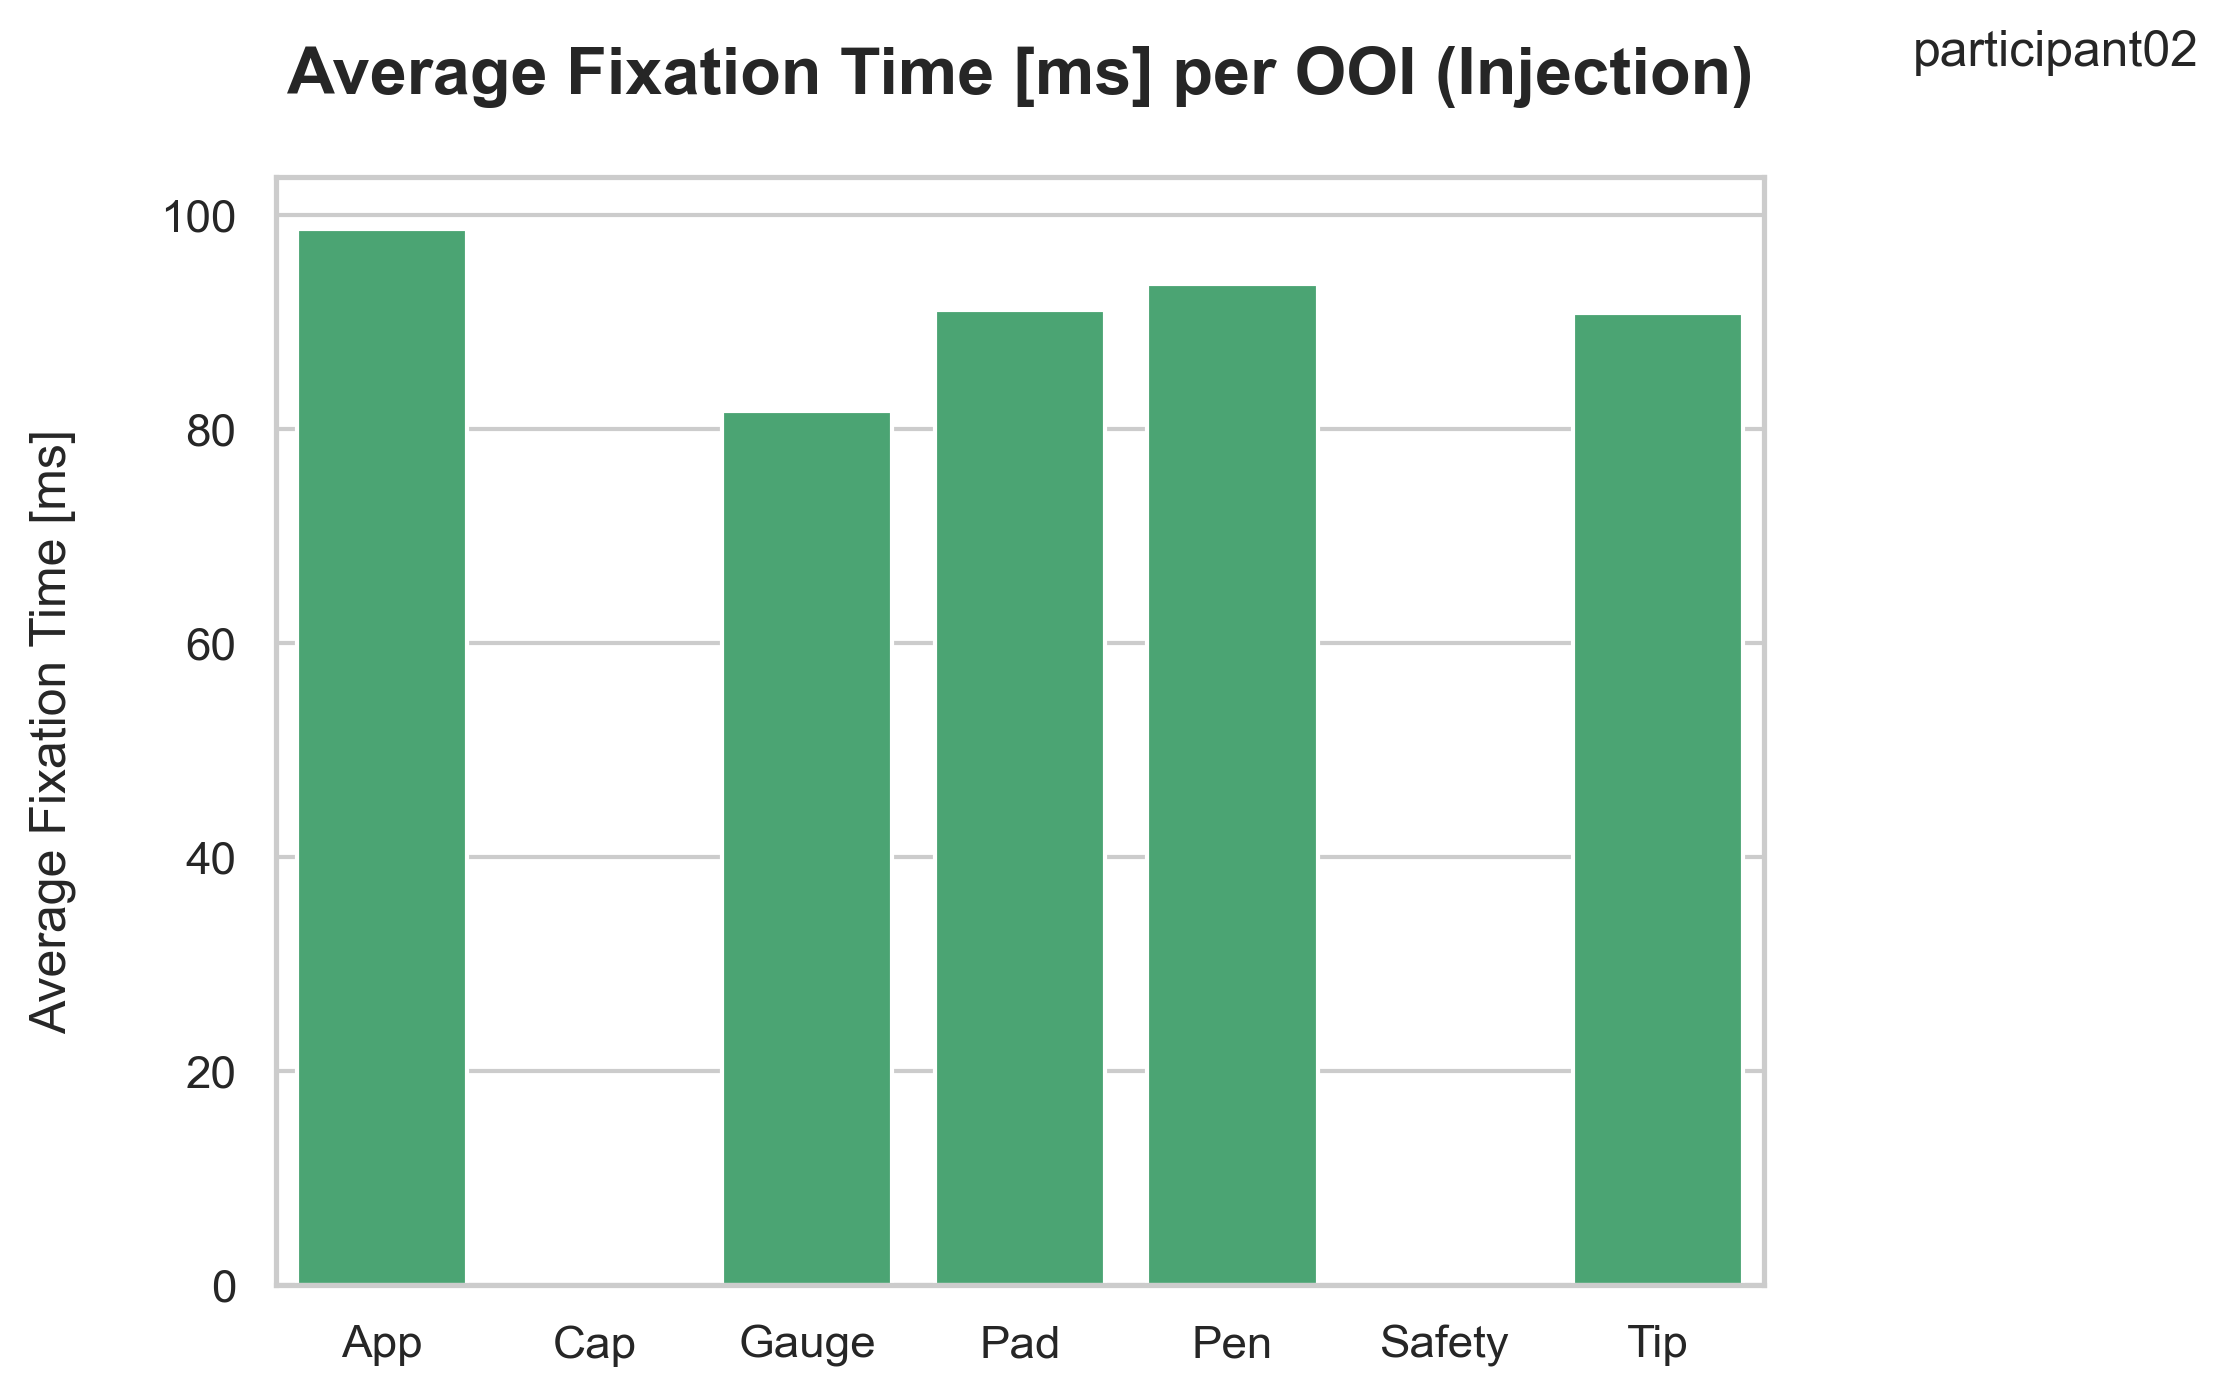 Average Fixation Time [ms] per OOI (Injection)
participant02
Average Fixation Time [ms]
100
80
60
40
20
0
App Cap Gauge Pad Pen Safety Tip